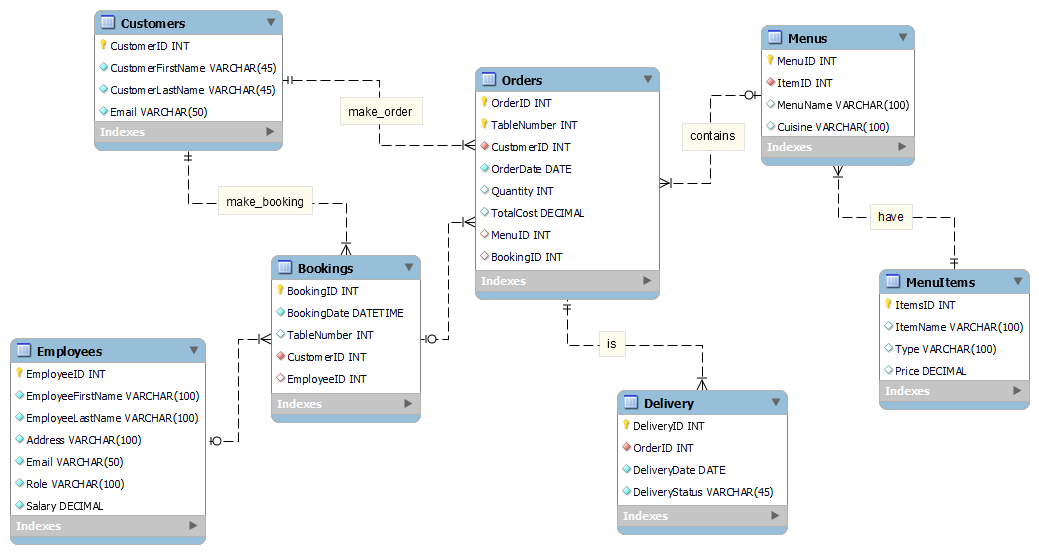 Customers
CustomerID INT
CustomerFirstName VARCHAR(45)
CustomerLastName VARCHAR(45)
Email VARCHAR(50)
Indexes
make_order
make_booking
Orders
OrderID INT
TableNumber INT
CustomerID INT
OrderDate DATE
Quantity INT
TotalCost DECIMAL
MenuID INT
BookingID INT
Indexes
contains
Menus
MenuID INT
ItemID INT
MenuName VARCHAR(100)
Cuisine VARCHAR(100)
Indexes
have
Bookings
BookingID INT
BookingDate DATETIME
TableNumber INT
CustomerID INT
EmployeeID INT
Indexes
MenuItems
ItemsID INT
ItemName VARCHAR(100)
Type VARCHAR(100)
Price DECIMAL
Indexes
Employees
EmployeeID INT
EmployeeFirstName VARCHAR(100)
EmployeeLastName VARCHAR(100)
Address VARCHAR(100)
Email VARCHAR(50)
Role VARCHAR(100)
Salary DECIMAL
Indexes
is
Delivery
DeliveryID INT
OrderID INT
DeliveryDate DATE
DeliveryStatus VARCHAR(45)
Indexes